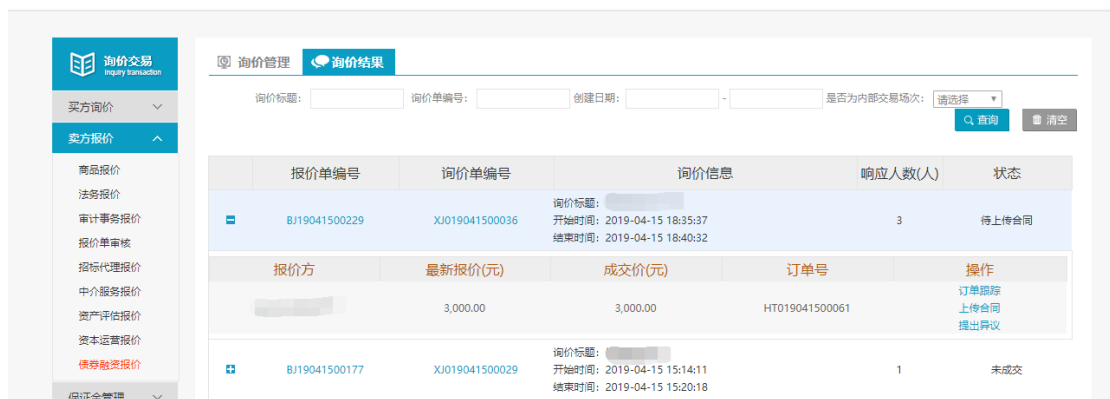 询价交易
Inquiry transaction
买方询价
卖方报价
商品报价
法务报价
审计事务报价
报价单审核
招标代理报价
中介服务报价
资产评估报价
资本运营报价
债券融资报价
保证金管理
询价管理 询价结果
询价标题: 询价单编号: 创建日期: - 是否为内部交易场次: 请选择
查询 清空
报价单编号 询价单编号 询价信息 响应人数(人) 状态
询价标题:
BJ19041500229 XJ019041500036 开始时间: 2019-04-15 18:35:37 3 待上传合同
结束时间: 2019-04-15 18:40:32
报价方 最新报价(元) 成交价(元) 订单号 操作
订单跟踪
3,000.00 3,000.00 HT019041500061 上传合同
提出异议
询价标题:
BJ19041500177 XJ019041500029 开始时间: 2019-04-15 15:14:11 1 未成交
结束时间: 2019-04-15 15:20:18